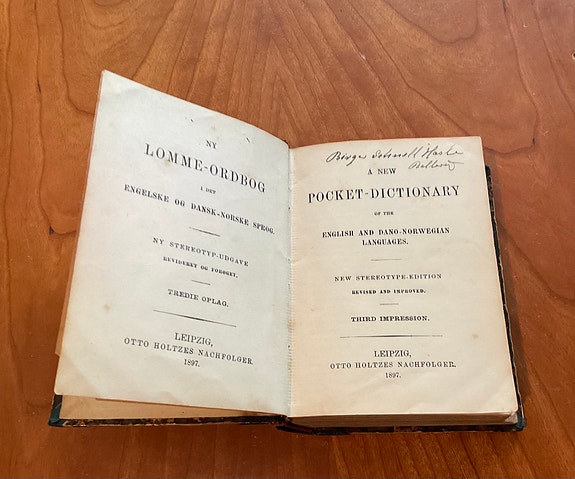 NY
LOMME-ORDBOG
I DET
ENGELSKE OG DANSK-NORSKE SPROG.
NY STEREOTYP-UDGAVE
REVIDERET OG FORØGET.
TREDIE OPLAG.
LEIPZIG,
OTTO HOLTZES NACHFOLGER.
1897.
A NEW
POCKET-DICTIONARY
OF THE
ENGLISH AND DANO-NORWEGIAN
LANGUAGES.
NEW STEREOTYPE-EDITION
REVISED AND IMPROVED.
THIRD IMPRESSION.
LEIPZIG,
OTTO HOLTZES NACHFOLGER.
1897.